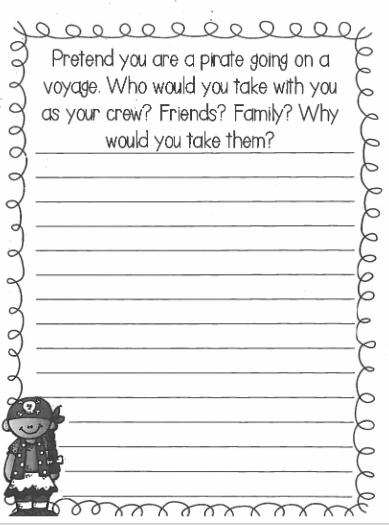 Pretend you are a pirate going on a
voyage. Who would you take with you
as your crew? Friends? Family? Why
would you take them?